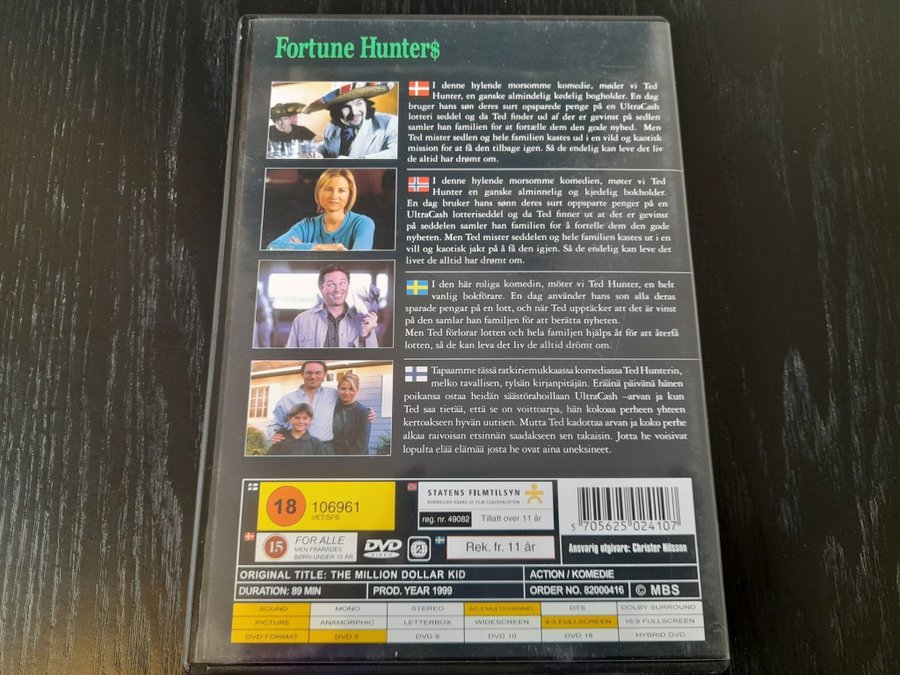 Fortune Hunter$
I denne hylende morsomme komedie, møder vi Ted
Hunter, en ganske almindelig kedelig bogholder. En dag
bruger hans søn deres surt opsparede penge på en UltraCash
lotteri seddel og da Ted finder ud af der er gevinst på sedlen
samler han familien for at fortælle dem den gode nyhed. Men
Ted mister sedlen og hele familien kastes ud i en vild og kaotisk
mission for at få den tilbage igen. Så de endelig kan leve det liv
de altid har drømt om.
I denne hylende morsomme komedien, møter vi Ted
Hunter en ganske alminnelig og kjedelig bokholder.
En dag bruker hans sønn deres surt oppsparte penger på en
UltraCash lotteriseddel og da Ted finner ut at det er gevinst
på seddelen samler han familien for å fortelle dem den gode
nyheten. Men Ted mister seddelen og hele familien kastes ut i en
vill og kaotisk jakt på å få den igjen. Så de endelig kan leve det
livet de alltid har drømt om.
I den här roliga komedin, möter vi Ted Hunter, en helt
vanlig bokförare. En dag använder hans son alla deras
sparade pengar på en lott, och när Ted upptäcker att det är vinst
på den samlar han familjen för att berätta nyheten.
Men Ted förlorar lotten och hela familjen hjälps åt för att återfå
lotten, så de kan leva det liv de alltid drömt om.
Tapaamme tässä ratkiriemukkaassa komediassa Ted Hunterin,
melko tavallisen, tylsän kirjanpitäjän. Eräänä päivänä hänen
poikansa ostaa heidän säästörahoillaan UltraCash –arvan ja kun
Ted saa tietää, että se on voittoarpa, hän kokoaa perheen yhteen
kertoakseen hyvän uutisen. Mutta Ted kadottaa arvan ja koko perhe
alkaa raivoisan etsinnän saadakseen sen takaisin. Jotta he voisivat
lopulta elää elämää josta he ovat aina uneksineet.
18 106961
VET/SFB
STATENS FILMTILSYN
NORWEGIAN BOARD OF FILM CLASSIFICATION
reg. nr. 49082 Tillatt over 11 år
5 705625 024107
15 FOR ALLE
MEN FRARÅDES
BØRN UNDER 15 ÅR
DVD
VIDEO
2
Rek. fr. 11 år
Ansvarig utgivare: Christer Nilsson
ORIGINAL TITLE: THE MILLION DOLLAR KID ACTION / KOMEDIE
DURATION: 89 MIN PROD. YEAR 1999 ORDER NO. 82000416 © MBS
SOUND MONO STEREO AC-3 MULTICHANNEL DTS DOLBY SURROUND
PICTURE ANAMORPHIC LETTERBOX WIDESCREEN 4:3 FULLSCREEN 16:9 FULLSCREEN
DVD FORMAT DVD 5 DVD 9 DVD 10 DVD 18 HYBRID DVD